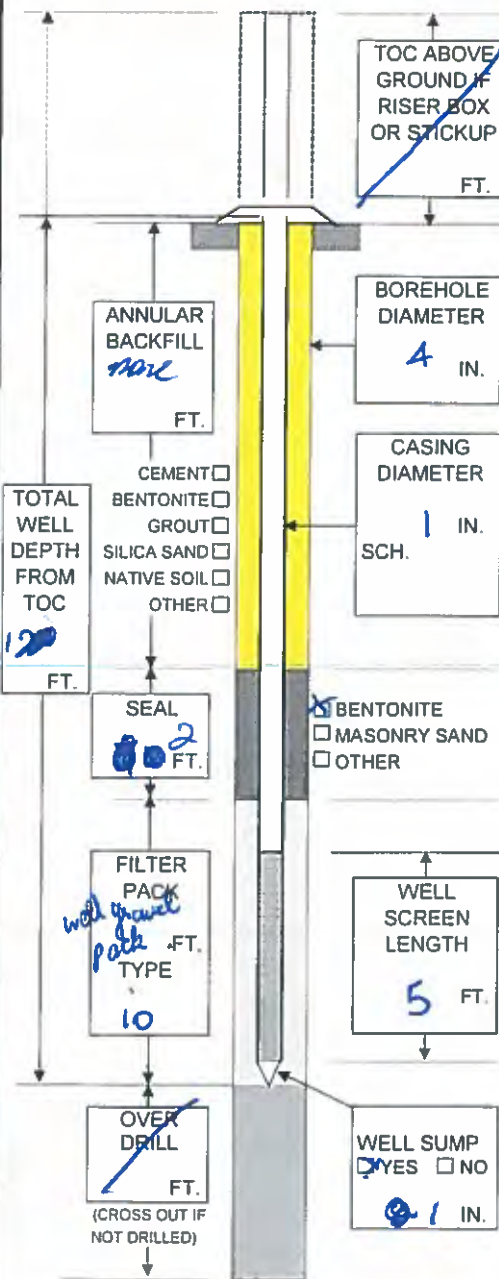 TOC ABOVE
GROUND IF
RISER BOX
OR STICKUP
FT.
ANNULAR
BACKFILL
none
FT.
BOREHOLE
DIAMETER
4 IN.
CEMENT☐
BENTONITE☐
GROUT☐
SILICA SAND☐
NATIVE SOIL☐
OTHER☐
CASING
DIAMETER
1 IN.
SCH.
TOTAL
WELL
DEPTH
FROM
TOC
FT.
SEAL
2
FT.
☒ BENTONITE
☐ MASONRY SAND
☐ OTHER
FILTER
PACK
well gravel
pack FT.
TYPE
10
WELL
SCREEN
LENGTH
5 FT.
OVER
DRILL
FT.
(CROSS OUT IF
NOT DRILLED)
WELL SUMP
☒YES ☐ NO
1 IN.